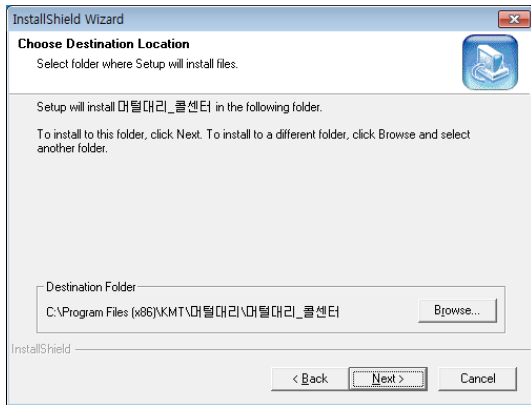 InstallShield Wizard
Choose Destination Location
Select folder where Setup will install files.
Setup will install 머털대리_콜센터 in the following folder.
To install to this folder, click Next. To install to a different folder, click Browse and select
another folder.
Destination Folder
C:\Program Files (x86)\KMT\머털대리\머털대리_콜센터
Browse...
InstallShield
< Back
Next >
Cancel